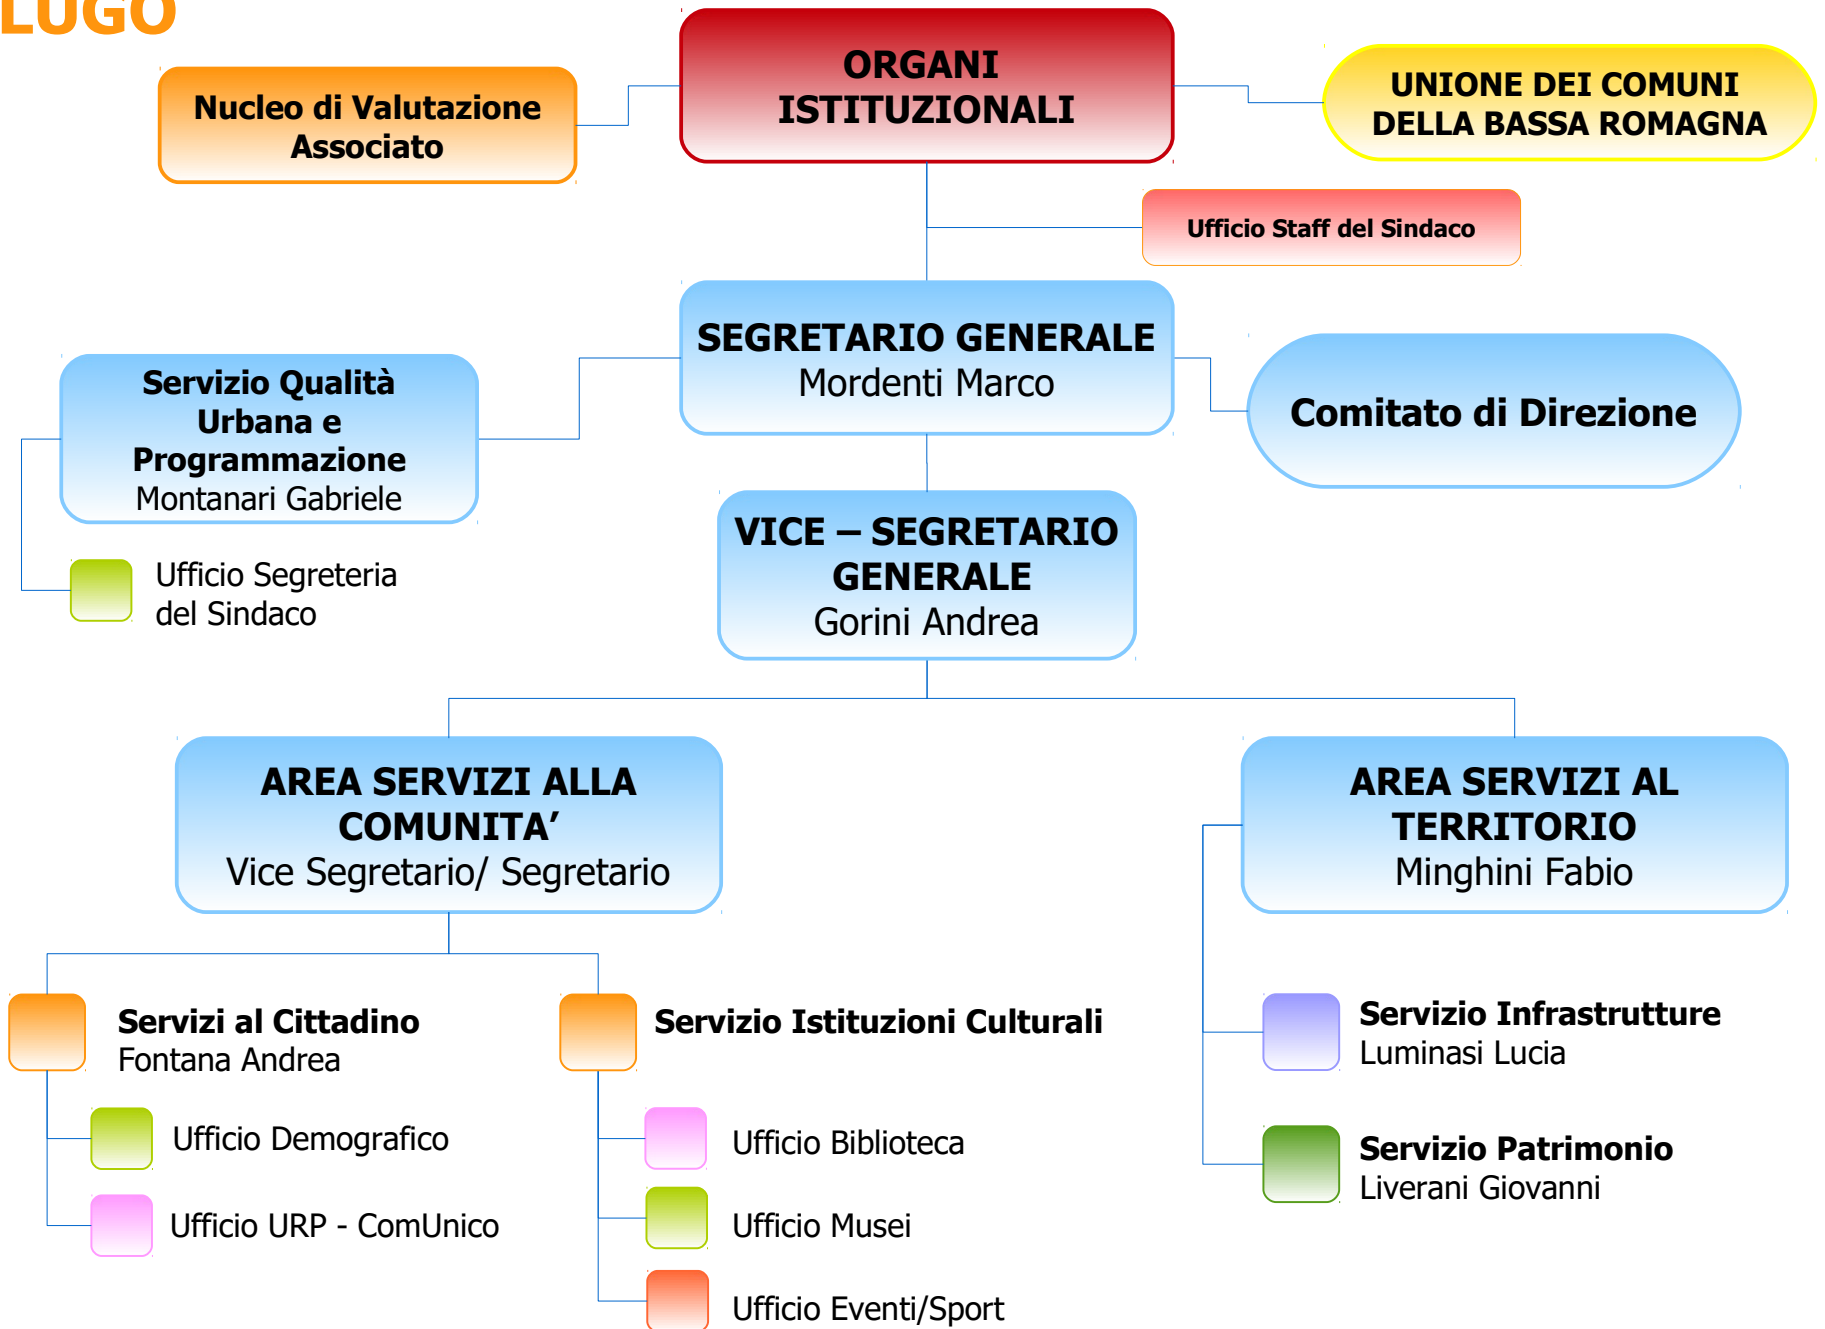 LUGO
ORGANI
ISTITUZIONALI
Nucleo di Valutazione
Associato
UNIONE DEI COMUNI
DELLA BASSA ROMAGNA
Ufficio Staff del Sindaco
SEGRETARIO GENERALE
Mordenti Marco
Servizio Qualità
Urbana e
Programmazione
Montanari Gabriele
Comitato di Direzione
Ufficio Segreteria
del Sindaco
VICE – SEGRETARIO
GENERALE
Gorini Andrea
AREA SERVIZI ALLA
COMUNITA’
Vice Segretario/ Segretario
AREA SERVIZI AL
TERRITORIO
Minghini Fabio
Servizi al Cittadino
Fontana Andrea
Ufficio Demografico
Ufficio URP - ComUnico
Servizio Istituzioni Culturali
Ufficio Biblioteca
Ufficio Musei
Ufficio Eventi/Sport
Servizio Infrastrutture
Luminasi Lucia
Servizio Patrimonio
Liverani Giovanni